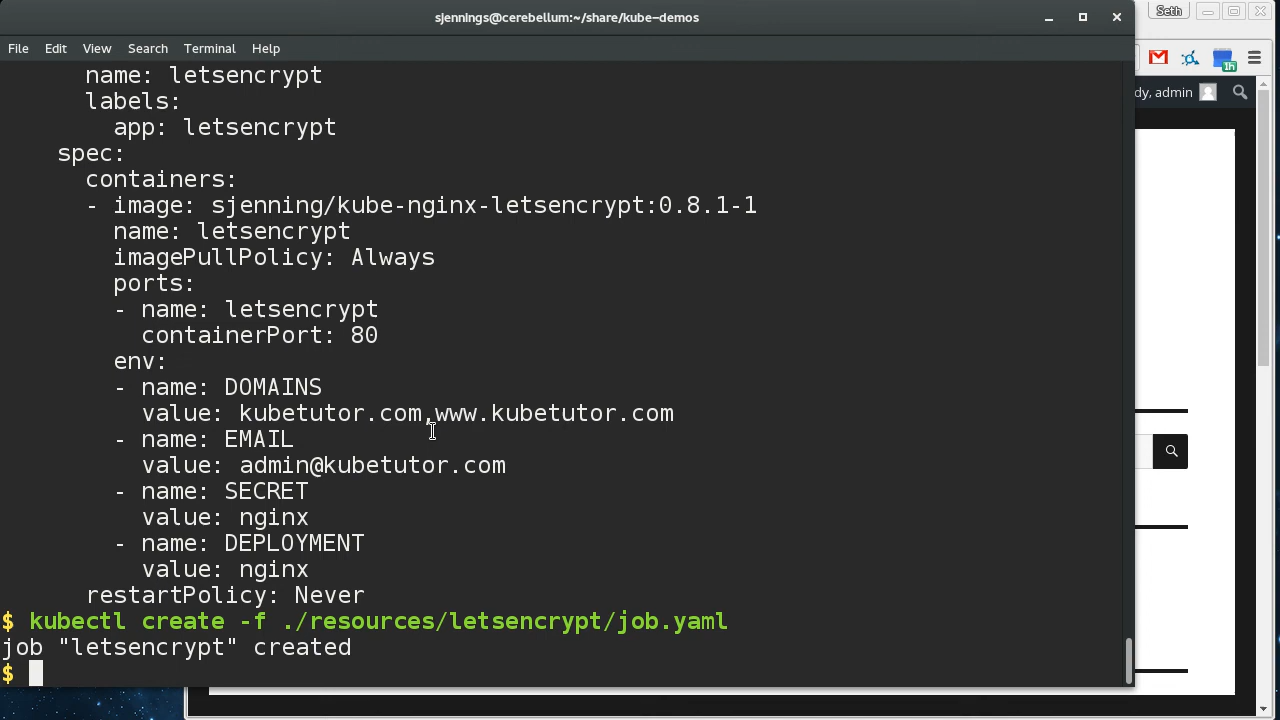 sjennings@cerebellum:~/share/kube-demos
Seth
File Edit View Search Terminal Help
1h
dy, admin
name: letsencrypt
labels:
app: letsencrypt
spec:
containers:
- image: sjenning/kube-nginx-letsencrypt:0.8.1-1
name: letsencrypt
imagePullPolicy: Always
ports:
- name: letsencrypt
containerPort: 80
env:
- name: DOMAINS
value: kubetutor.com,www.kubetutor.com
- name: EMAIL
value: admin@kubetutor.com
- name: SECRET
value: nginx
- name: DEPLOYMENT
value: nginx
restartPolicy: Never
$ kubectl create -f ./resources/letsencrypt/job.yaml
job "letsencrypt" created
$